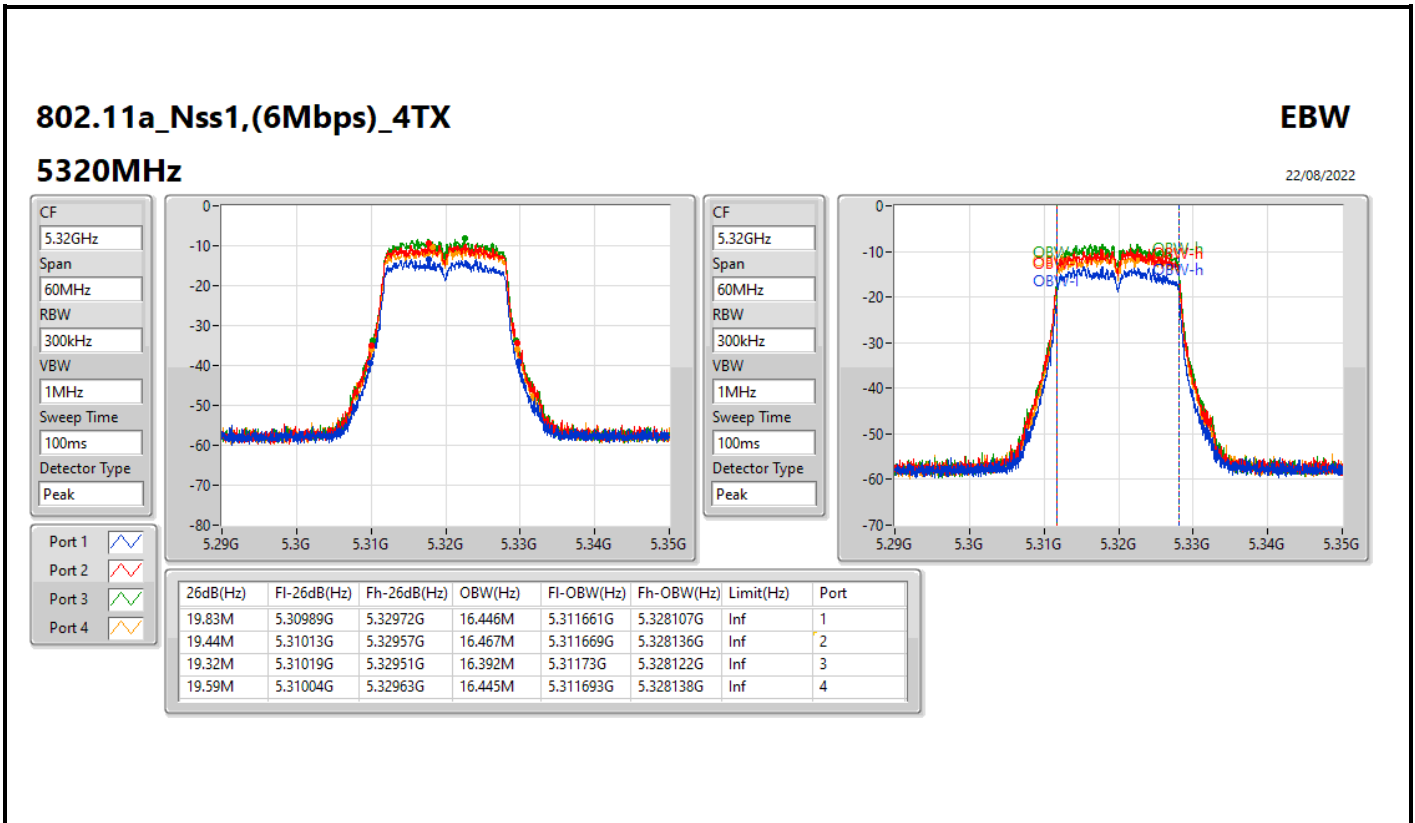 802.11a_Nss1,(6Mbps)_4TX
EBW
5320MHz
22/08/2022
CF
5.32GHz
Span
60MHz
RBW
300kHz
VBW
1MHz
Sweep Time
100ms
Detector Type
Peak
0
-10
-20
-30
-40
-50
-60
-70
-80
5.29G 5.3G 5.31G 5.32G 5.33G 5.34G 5.35G
CF
5.32GHz
Span
60MHz
RBW
300kHz
VBW
1MHz
Sweep Time
100ms
Detector Type
Peak
0
-10
-20
-30
-40
-50
-60
-70
OBW-l
OBW-h
5.29G 5.3G 5.31G 5.32G 5.33G 5.34G 5.35G
Port 1
Port 2
Port 3
Port 4
26dB(Hz) Fl-26dB(Hz) Fh-26dB(Hz) OBW(Hz) Fl-OBW(Hz) Fh-OBW(Hz) Limit(Hz) Port
19.83M 5.30989G 5.32972G 16.446M 5.311661G 5.328107G Inf 1
19.44M 5.31013G 5.32957G 16.467M 5.311669G 5.328136G Inf 2
19.32M 5.31019G 5.32951G 16.392M 5.31173G 5.328122G Inf 3
19.59M 5.31004G 5.32963G 16.445M 5.311693G 5.328138G Inf 4